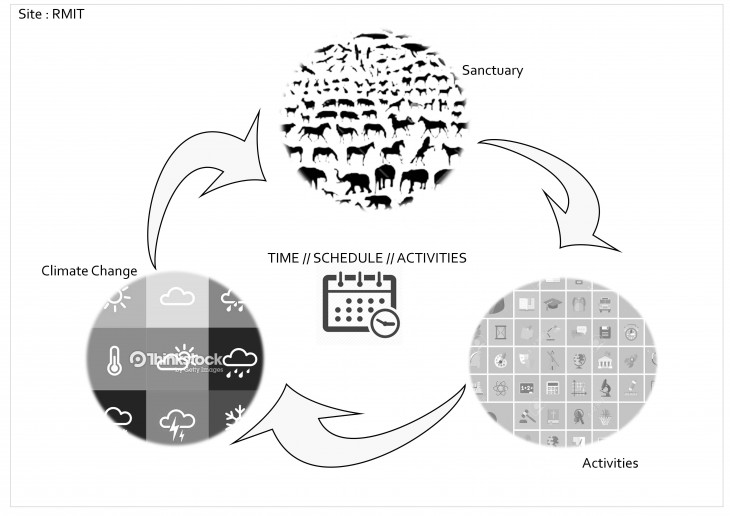 Site : RMIT
Sanctuary
TIME // SCHEDULE // ACTIVITIES
Climate Change
Thinkstock
by Getty Images
Activities